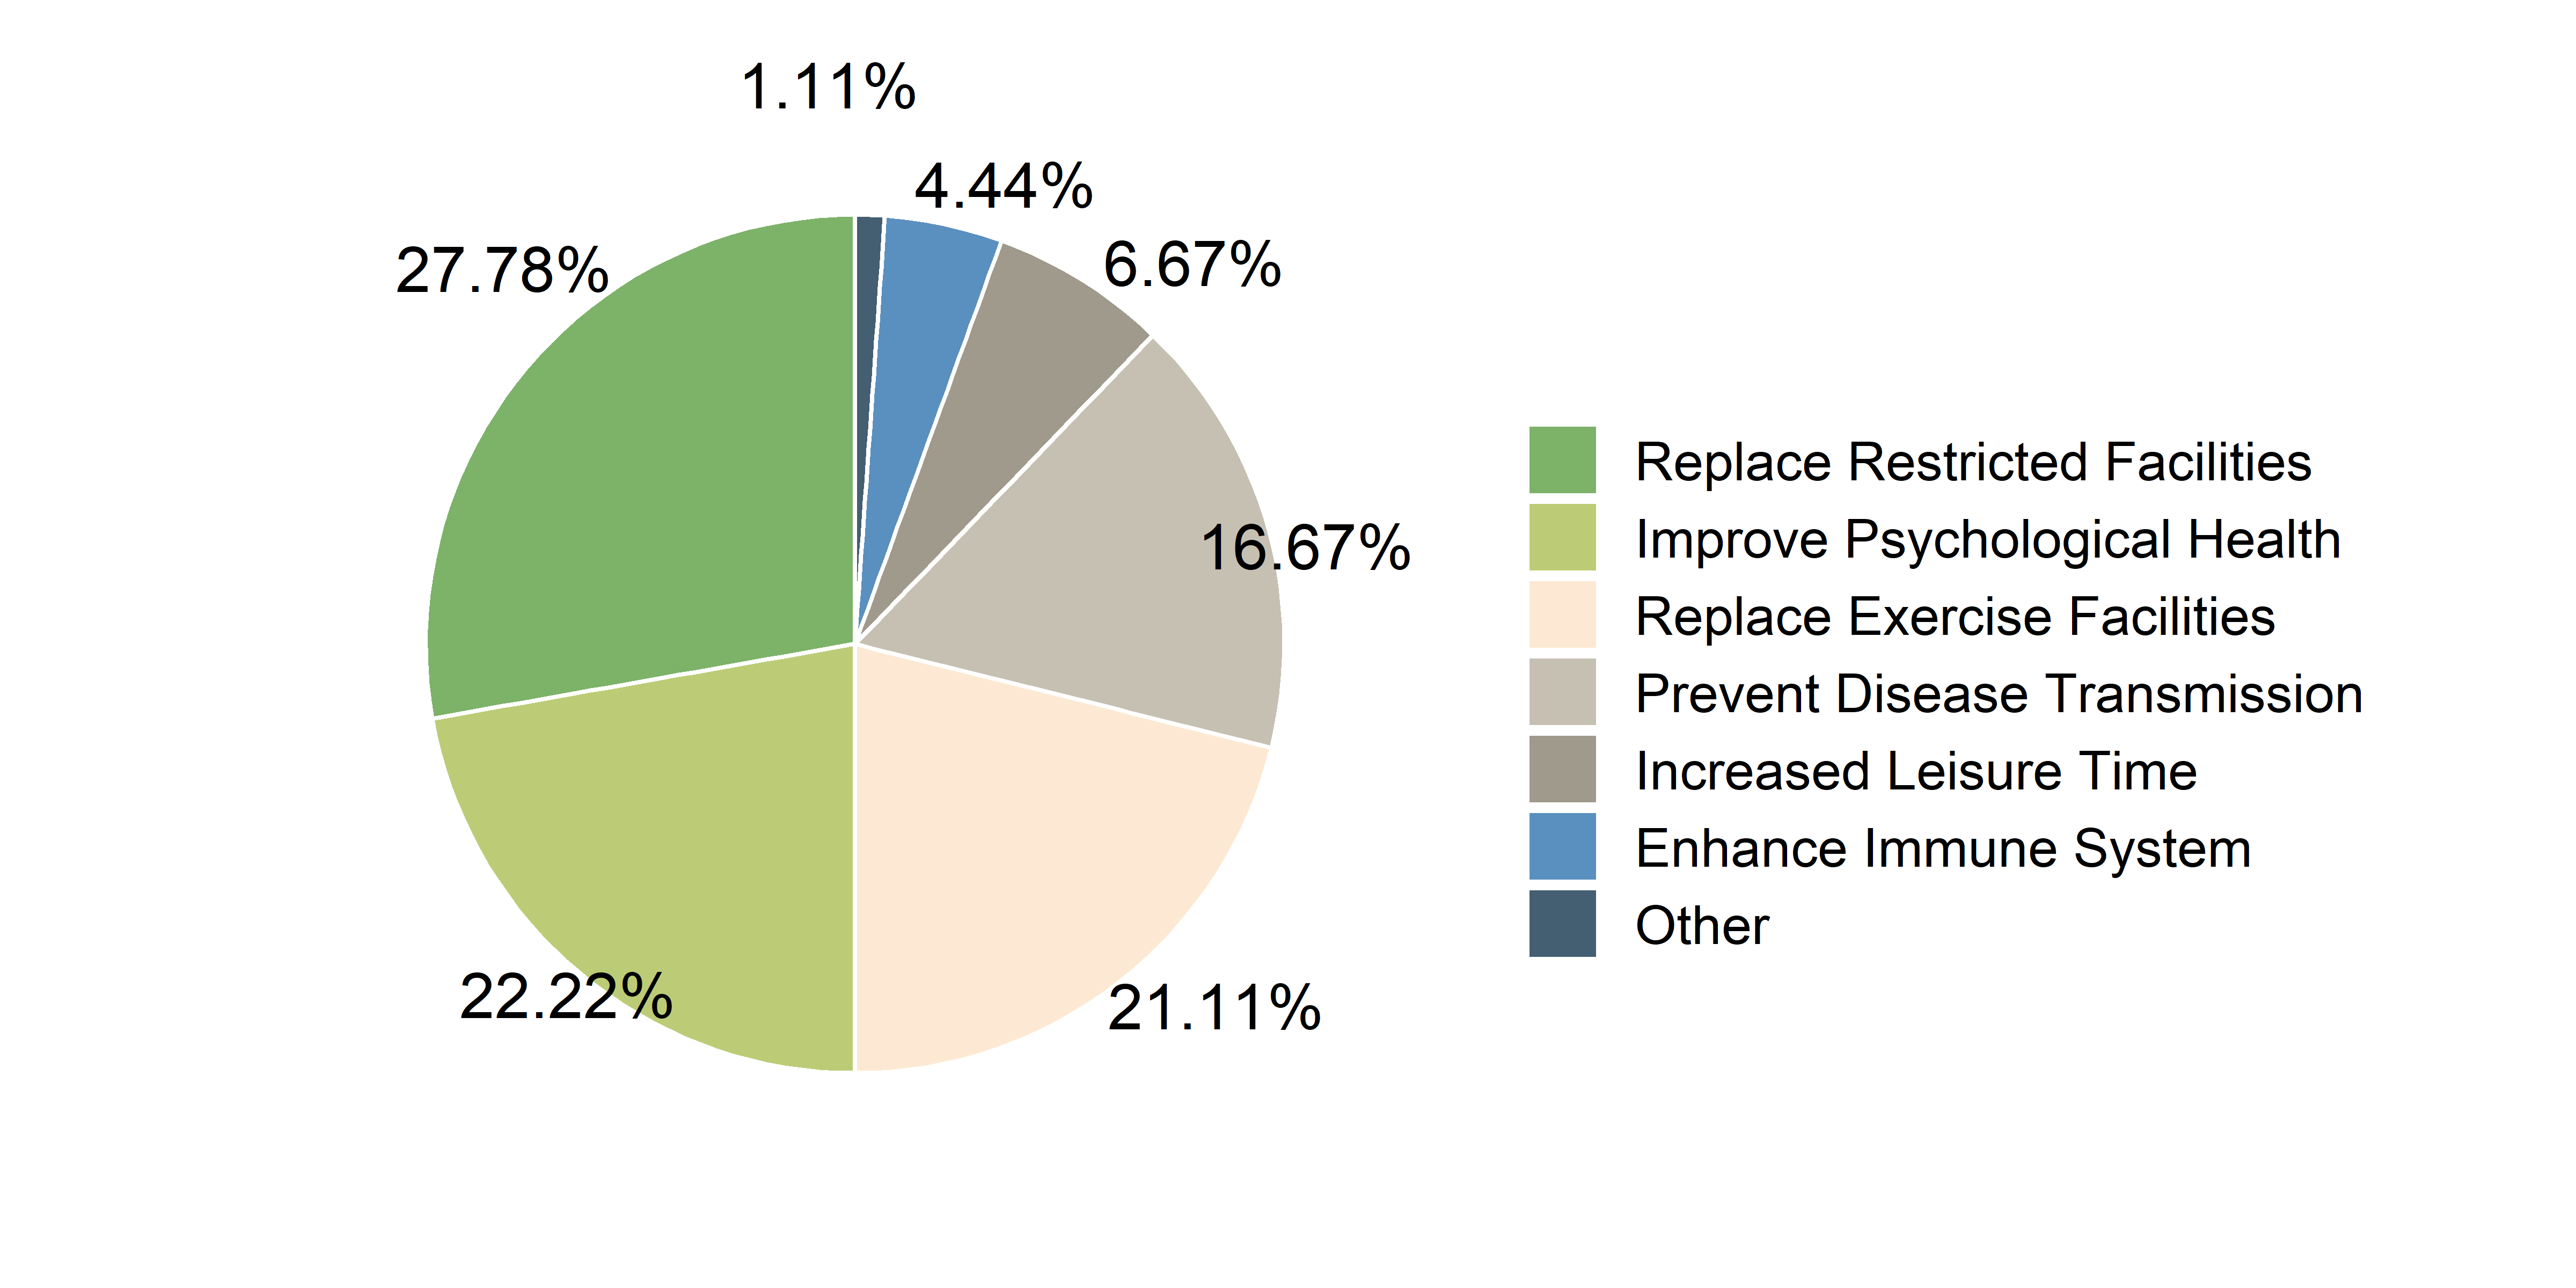 1.11%
4.44%
6.67%
27.78%
16.67%
22.22%
21.11%
Replace Restricted Facilities
Improve Psychological Health
Replace Exercise Facilities
Prevent Disease Transmission
Increased Leisure Time
Enhance Immune System
Other